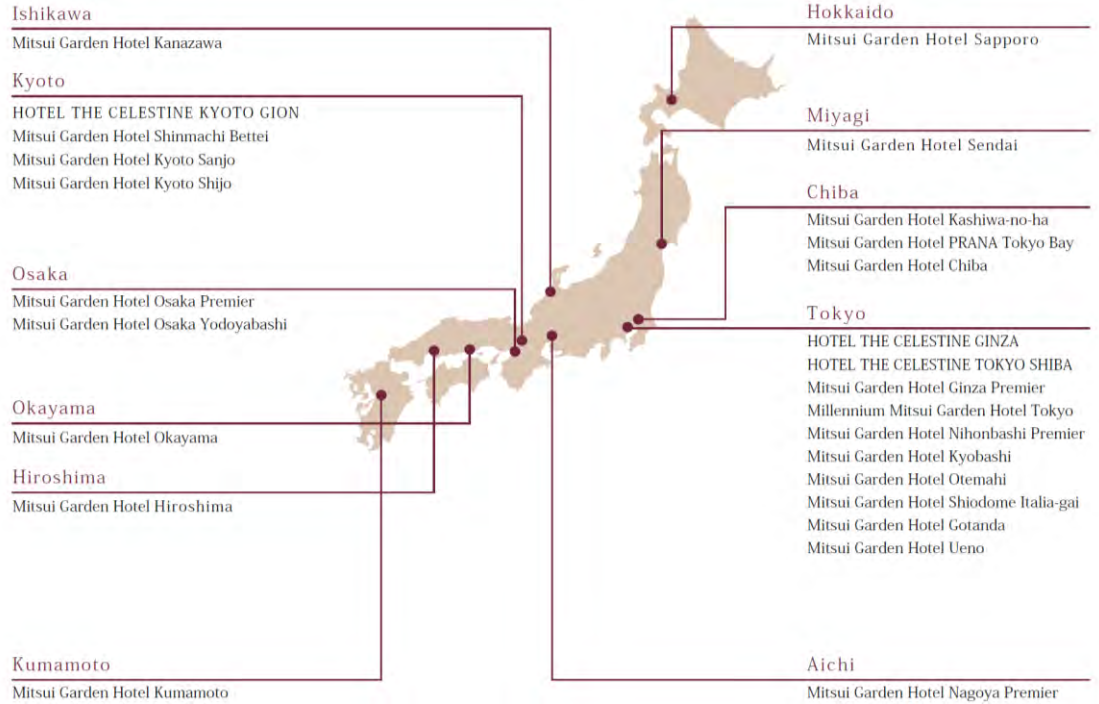 Ishikawa
Mitsui Garden Hotel Kanazawa
Kyoto
HOTEL THE CELESTINE KYOTO GION
Mitsui Garden Hotel Shinmachi Bettei
Mitsui Garden Hotel Kyoto Sanjo
Mitsui Garden Hotel Kyoto Shijo
Osaka
Mitsui Garden Hotel Osaka Premier
Mitsui Garden Hotel Osaka Yodoyabashi
Okayama
Mitsui Garden Hotel Okayama
Hiroshima
Mitsui Garden Hotel Hiroshima
Kumamoto
Mitsui Garden Hotel Kumamoto
Hokkaido
Mitsui Garden Hotel Sapporo
Miyagi
Mitsui Garden Hotel Sendai
Chiba
Mitsui Garden Hotel Kashiwa-no-ha
Mitsui Garden Hotel PRANA Tokyo Bay
Mitsui Garden Hotel Chiba
Tokyo
HOTEL THE CELESTINE GINZA
HOTEL THE CELESTINE TOKYO SHIBA
Mitsui Garden Hotel Ginza Premier
Millennium Mitsui Garden Hotel Tokyo
Mitsui Garden Hotel Nihonbashi Premier
Mitsui Garden Hotel Kyobashi
Mitsui Garden Hotel Otemahi
Mitsui Garden Hotel Shiodome Italia-gai
Mitsui Garden Hotel Gotanda
Mitsui Garden Hotel Ueno
Aichi
Mitsui Garden Hotel Nagoya Premier